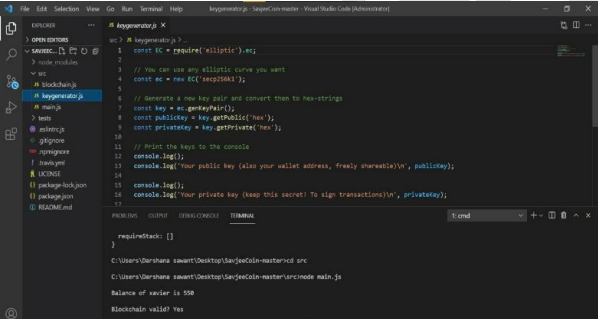 File Edit Selection View Go Run Terminal Help
keygenerator.js - SavjeeCoin-master - Visual Studio Code [Administrator]
EXPLORER
OPEN EDITORS
SAVJEEC...
node_modules
src
JS blockchain.js
JS keygenerator.js
JS main.js
tests
.eslintrc.js
.gitignore
.npmignore
.travis.yml
LICENSE
{} package-lock.json
{} package.json
README.md
JS keygenerator.js ×
src > JS keygenerator.js > ...
1 const EC = require('elliptic').ec;
2
3 // You can use any elliptic curve you want
4 const ec = new EC('secp256k1');
5
6 // Generate a new key pair and convert them to hex-strings
7 const key = ec.genKeyPair();
8 const publicKey = key.getPublic('hex');
9 const privateKey = key.getPrivate('hex');
10
11 // Print the keys to the console
12 console.log();
13 console.log('Your public key (also your wallet address, freely shareable)\n', publicKey);
14
15 console.log();
16 console.log('Your private key (keep this secret! To sign transactions)\n', privateKey);
17
PROBLEMS OUTPUT DEBUG CONSOLE TERMINAL
1: cmd
requireStack: []
}
C:\Users\Darshana sawant\Desktop\SavjeeCoin-master>cd src
C:\Users\Darshana sawant\Desktop\SavjeeCoin-master\src>node main.js
Balance of xavier is 550
Blockchain valid? Yes